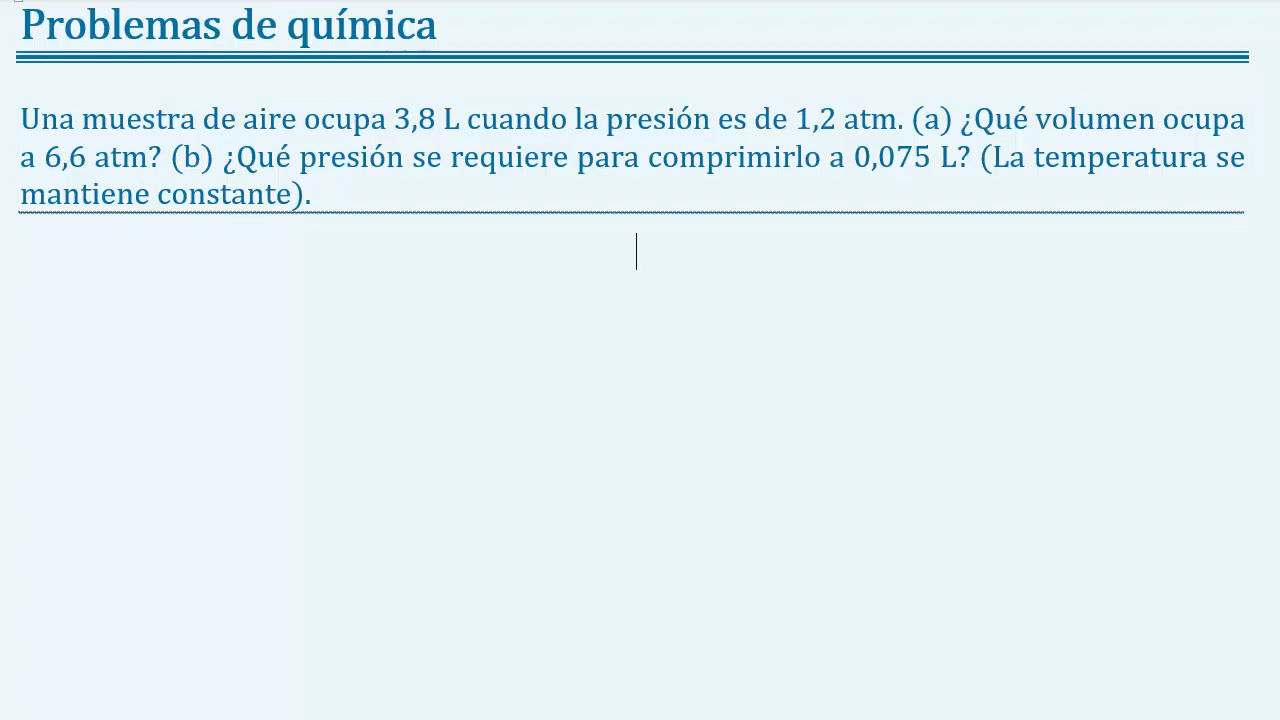 Problemas de química
Una muestra de aire ocupa 3,8 L cuando la presión es de 1,2 atm. (a) ¿Qué volumen ocupa
a 6,6 atm? (b) ¿Qué presión se requiere para comprimirlo a 0,075 L? (La temperatura se
mantiene constante).